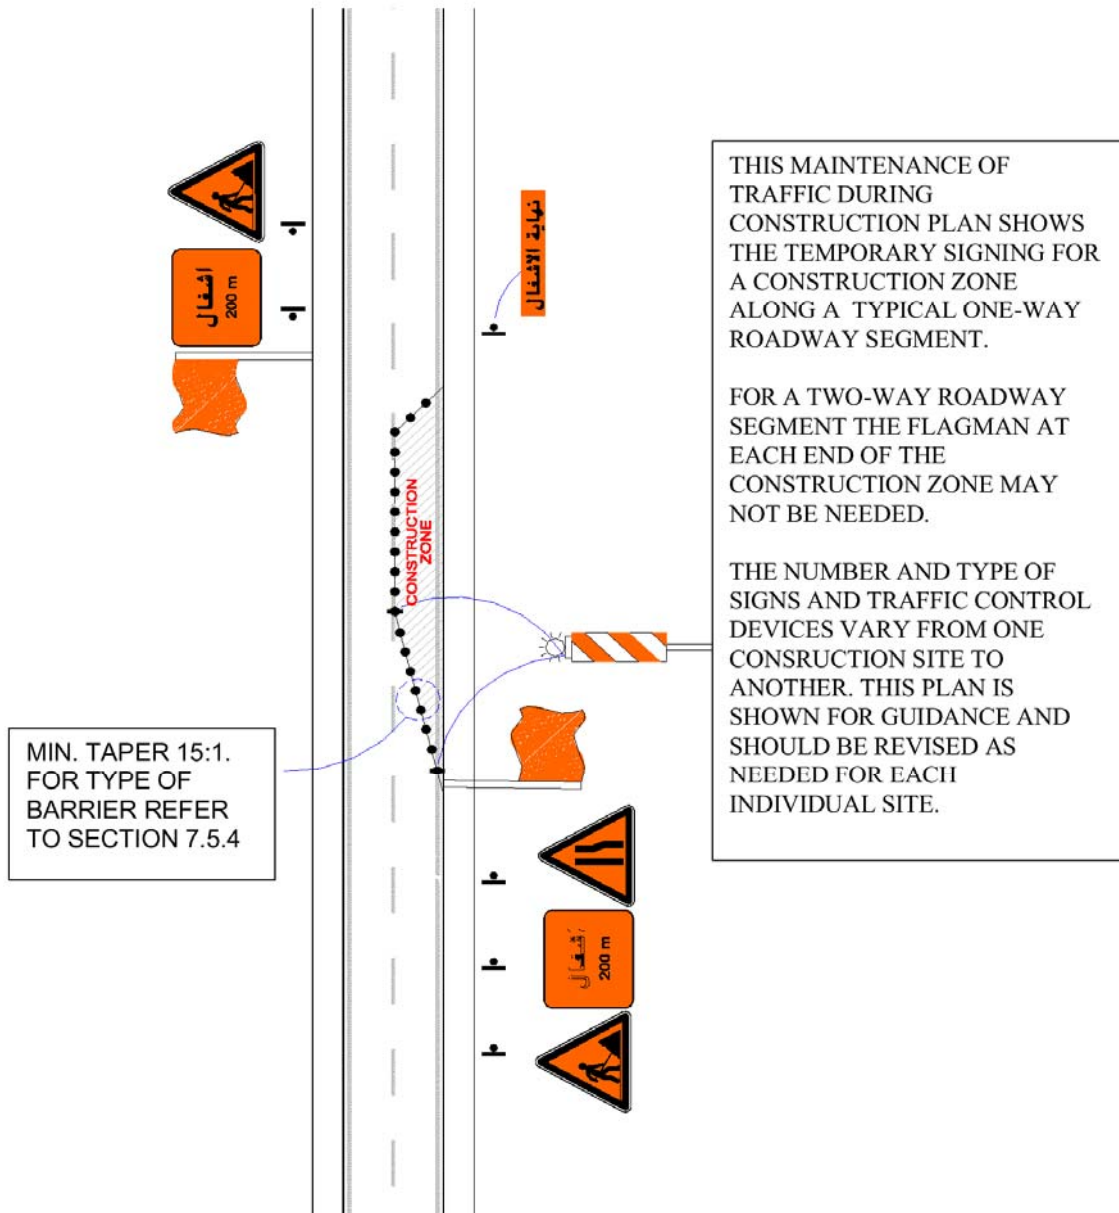 اشغال
200 m
نهاية الاشغال
THIS MAINTENANCE OF
TRAFFIC DURING
CONSTRUCTION PLAN SHOWS
THE TEMPORARY SIGNING FOR
A CONSTRUCTION ZONE
ALONG A TYPICAL ONE-WAY
ROADWAY SEGMENT.
FOR A TWO-WAY ROADWAY
SEGMENT THE FLAGMAN AT
EACH END OF THE
CONSTRUCTION ZONE MAY
NOT BE NEEDED.
THE NUMBER AND TYPE OF
SIGNS AND TRAFFIC CONTROL
DEVICES VARY FROM ONE
CONSRUCTION SITE TO
ANOTHER. THIS PLAN IS
SHOWN FOR GUIDANCE AND
SHOULD BE REVISED AS
NEEDED FOR EACH
INDIVIDUAL SITE.
CONSTRUCTION
ZONE
MIN. TAPER 15:1.
FOR TYPE OF
BARRIER REFER
TO SECTION 7.5.4
اشغال
200 m